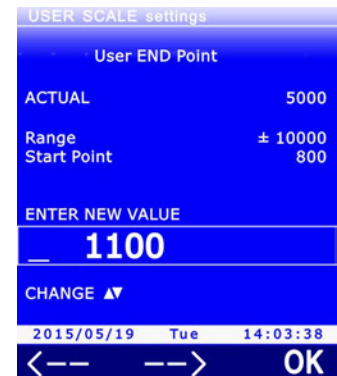 USER SCALE settings
User END Point
ACTUAL 5000
Range ± 10000
Start Point 800
ENTER NEW VALUE
_ 1100
CHANGE ▲▼
2015/05/19 Tue 14:03:38
<-- --> OK